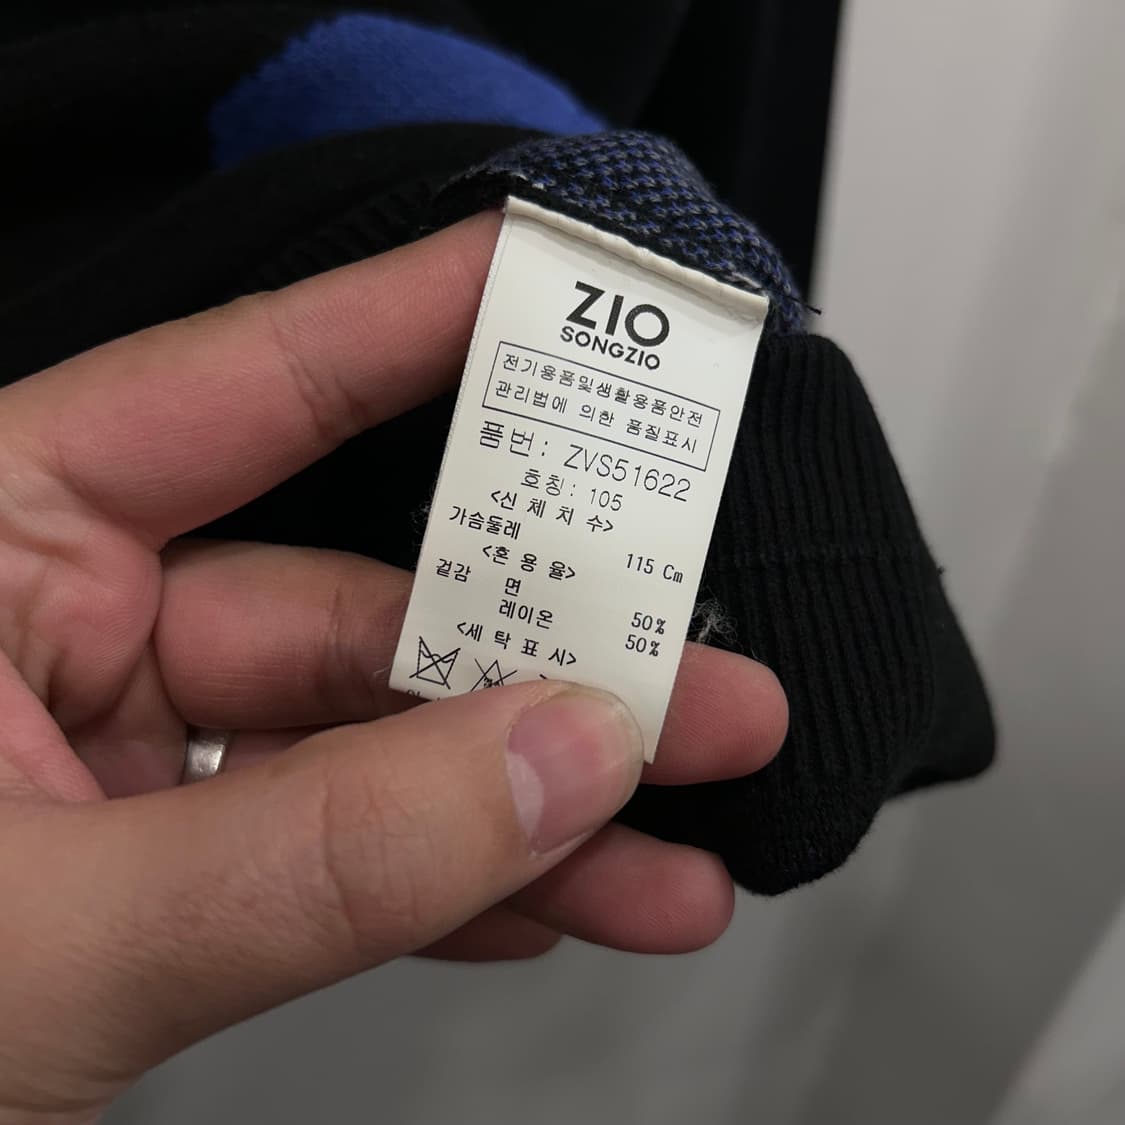 ZIO
SONGZIO
전기용품및생활용품안전
관리법에 의한 품질표시
품번: ZVS51622
호칭: 105
<신 체 치 수>
가슴둘레 115 Cm
<혼 용 율>
겉감 면 50%
레이온 50%
<세 탁 표 시>